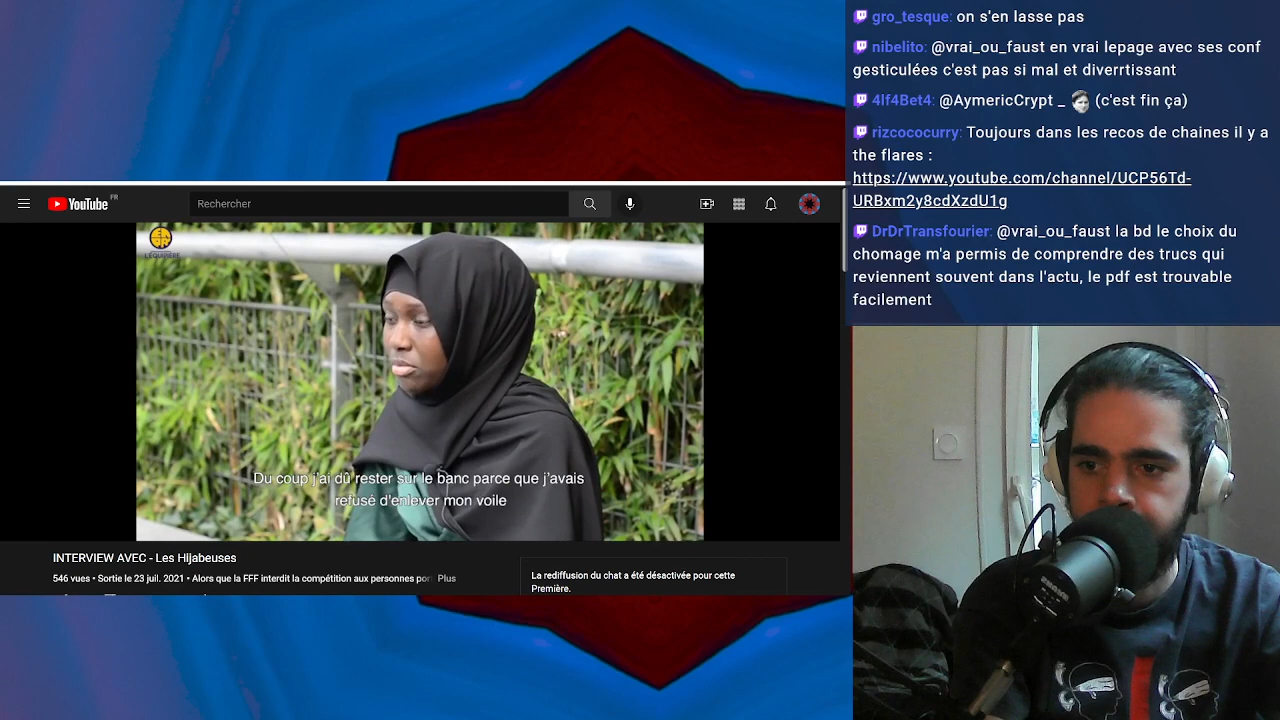 gro_tesque: on s'en lasse pas
nibelito: @vrai_ou_faust en vrai lepage avec ses conf
gesticulées c'est pas si mal et diverrtissant
4lf4Bet4: @AymericCrypt _ (c'est fin ça)
rizcococurry: Toujours dans les recos de chaines il y a
the flares :
https://www.youtube.com/channel/UCP56Td-
URBxm2y8cdXzdU1g
DrDrTransfourier: @vrai_ou_faust la bd le choix du
chomage m'a permis de comprendre des trucs qui
reviennent souvent dans l'actu, le pdf est trouvable
facilement
YouTube FR
Rechercher
Du coup j'ai dû rester sur le banc parce que j'avais
refusé d'enlever mon voile
INTERVIEW AVEC - Les Hijabeuses
546 vues • Sortie le 23 juil. 2021 • Alors que la FFF interdit la compétition aux personnes por Plus
La rediffusion du chat a été désactivée pour cette
Première.